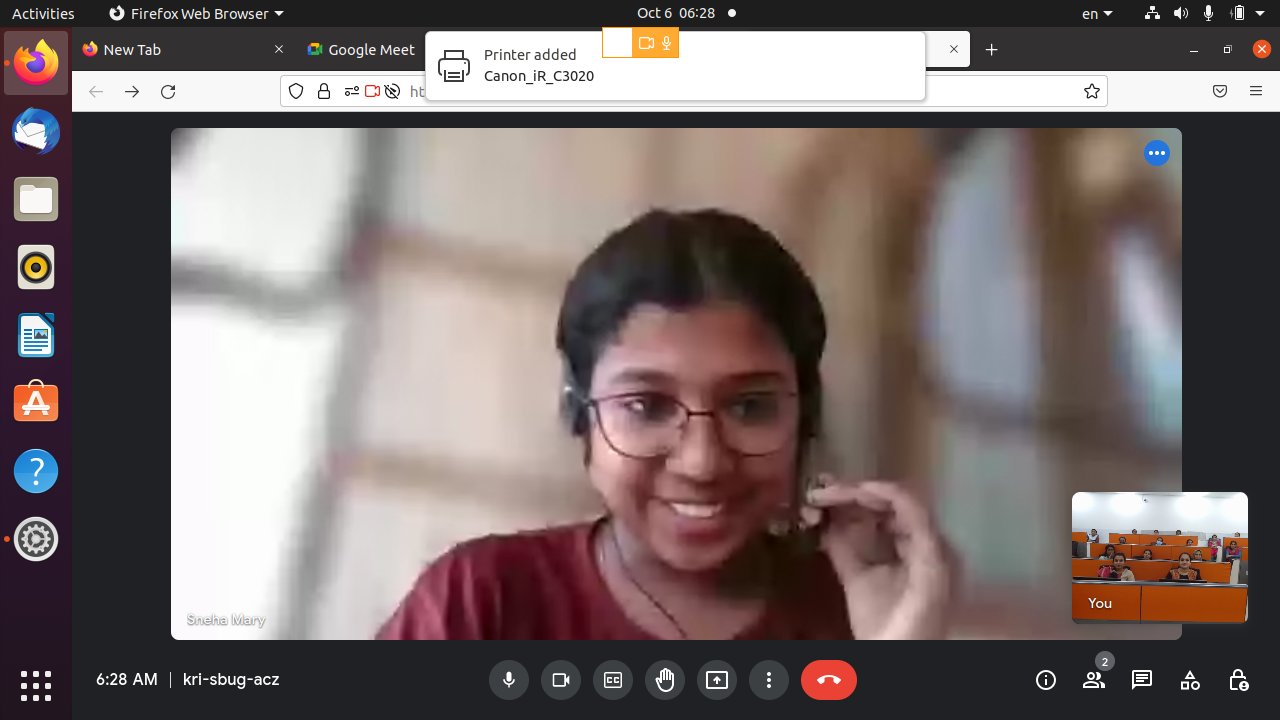 Activities
Firefox Web Browser
Oct 6 06:28
en
New Tab
Google Meet
Printer added
Canon_iR_C3020
ht
Sneha Mary
You
6:28 AM | kri-sbug-acz
CC
2